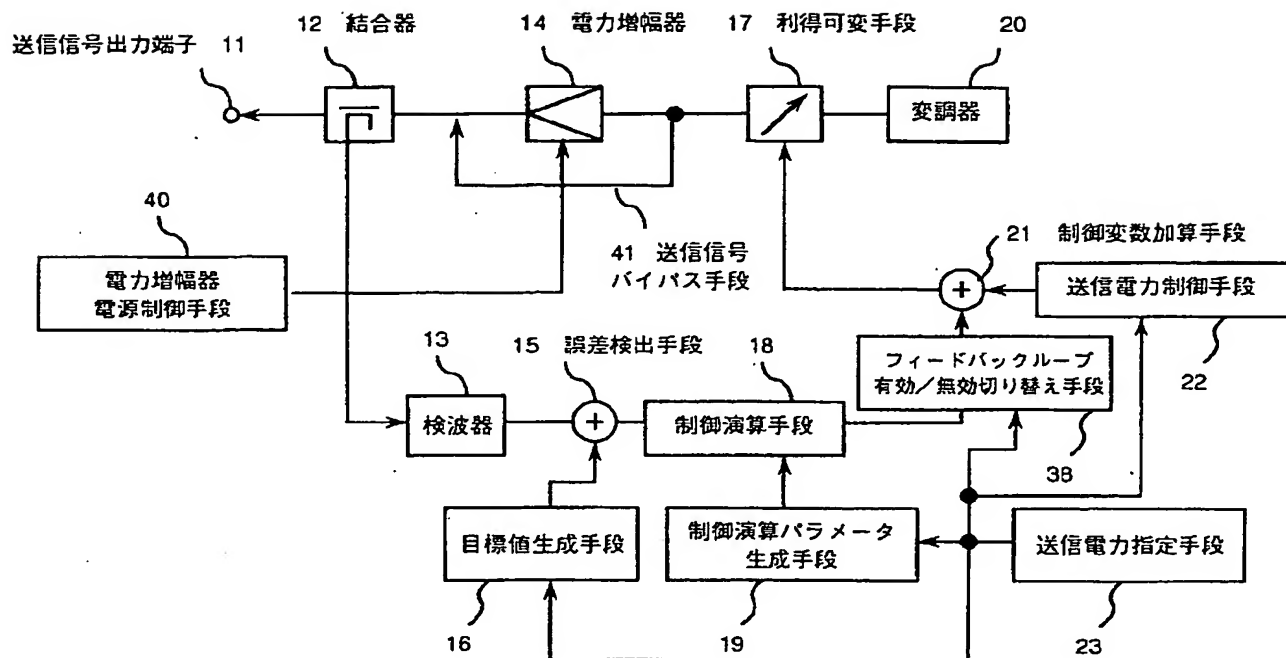 12 結合器
14 電力増幅器
17 利得可変手段
20
送信信号出力端子 11
変調器
40
電力増幅器
電源制御手段
41 送信信号
バイパス手段
21 制御変数加算手段
送信電力制御手段
22
13
15 誤差検出手段
18
フィードバックループ
有効/無効切り替え手段
38
検波器
制御演算手段
目標値生成手段
制御演算パラメータ
生成手段
送信電力指定手段
16
19
23